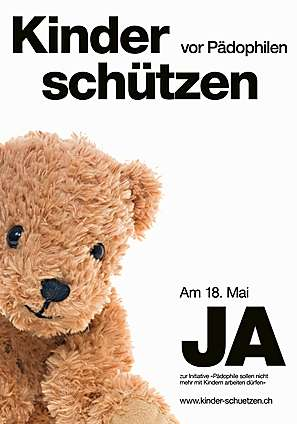 Kinder vor Pädophilen
schützen
Am 18. Mai
JA
zur Initiative «Pädophile sollen nicht
mehr mit Kindern arbeiten dürfen»
www.kinder-schuetzen.ch